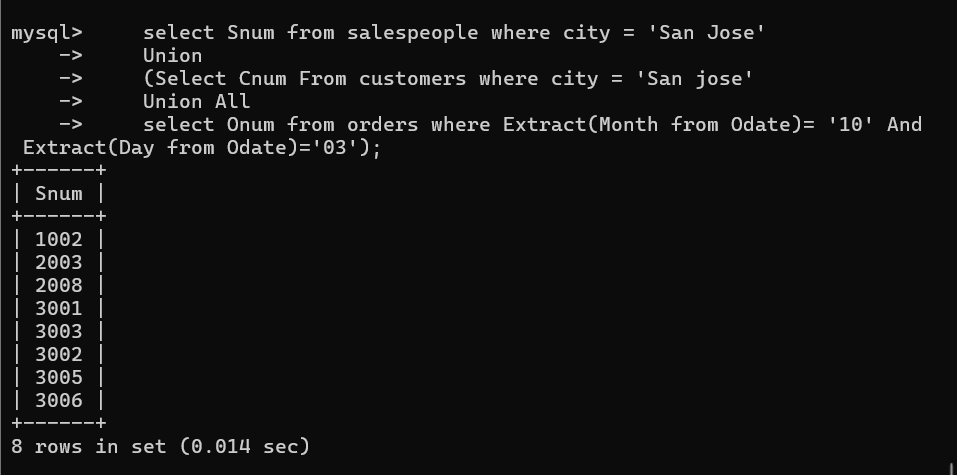 mysql>     select Snum from salespeople where city = 'San Jose'
    ->     Union
    ->     (Select Cnum From customers where city = 'San jose'
    ->     Union All
    ->     select Onum from orders where Extract(Month from Odate)= '10' And
 Extract(Day from Odate)='03');
+------+
| Snum |
+------+
| 1002 |
| 2003 |
| 2008 |
| 3001 |
| 3003 |
| 3002 |
| 3005 |
| 3006 |
+------+
8 rows in set (0.014 sec)